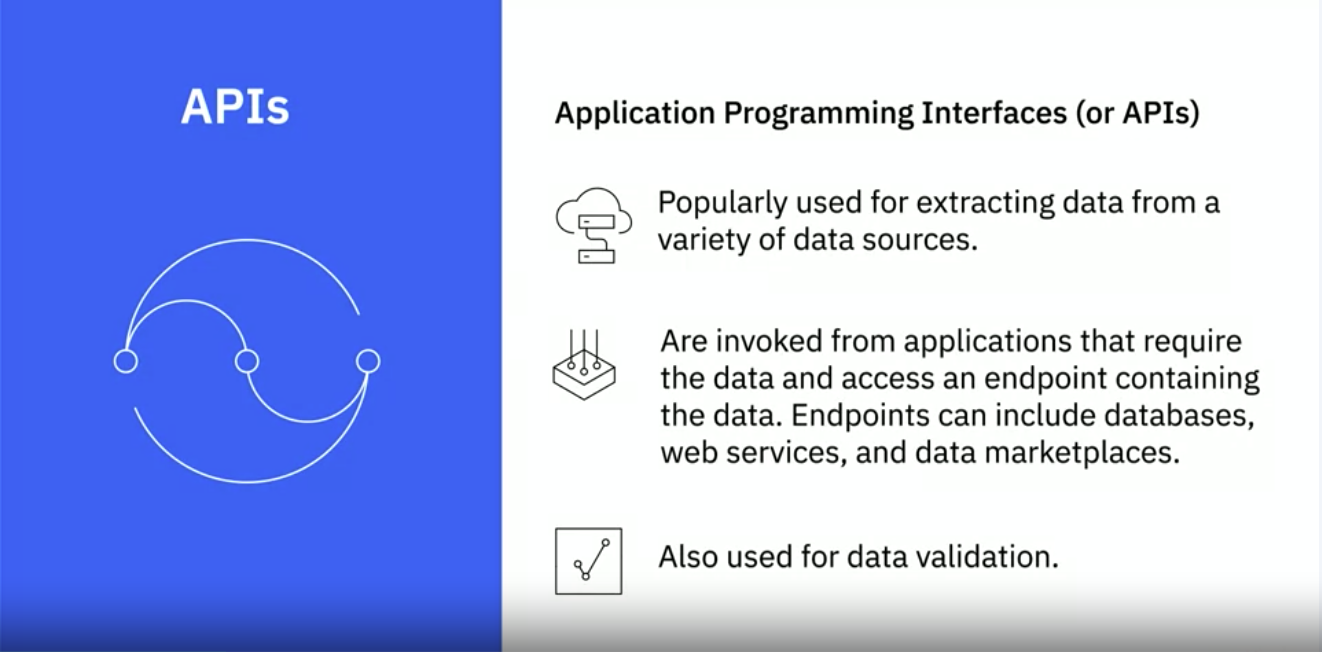 APIs
Application Programming Interfaces (or APIs)
Popularly used for extracting data from a
variety of data sources.
Are invoked from applications that require
the data and access an endpoint containing
the data. Endpoints can include databases,
web services, and data marketplaces.
Also used for data validation.